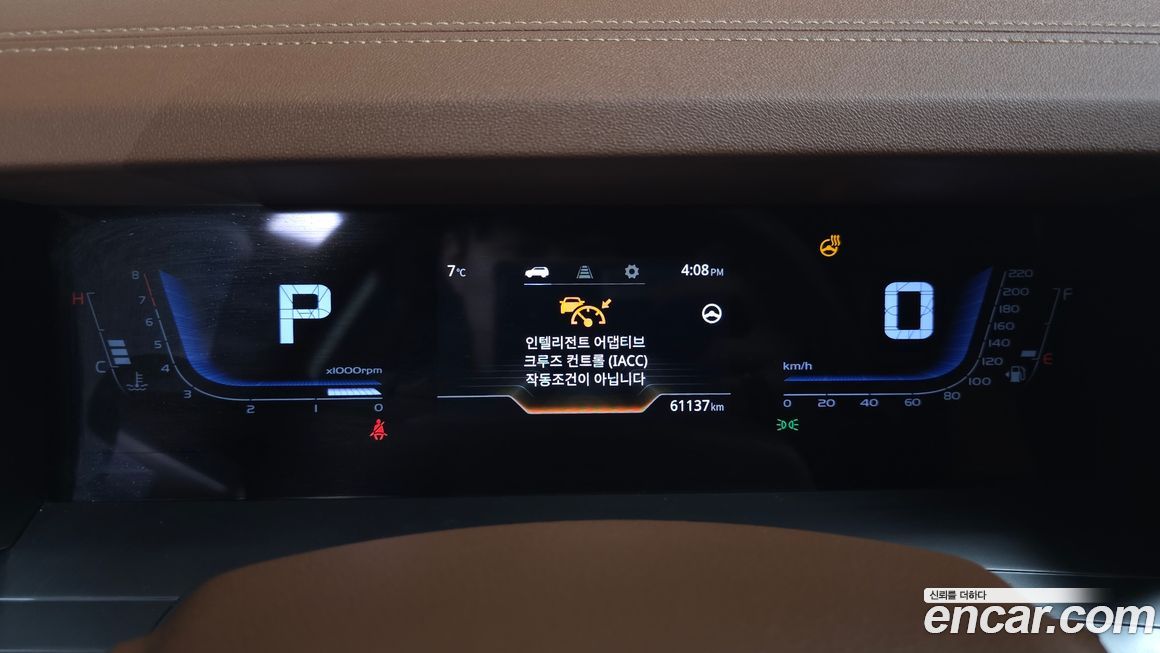 7℃
4:08PM
인텔리전트 어댑티브
크루즈 컨트롤 (IACC)
작동조건이 아닙니다
61137km
P
0
H
C
8
7
6
5
4
3
2
1
0
x1000rpm
km/h
0
20
40
60
80
100
120
140
160
180
200
220
F
E
신뢰를 더하다
encar.com